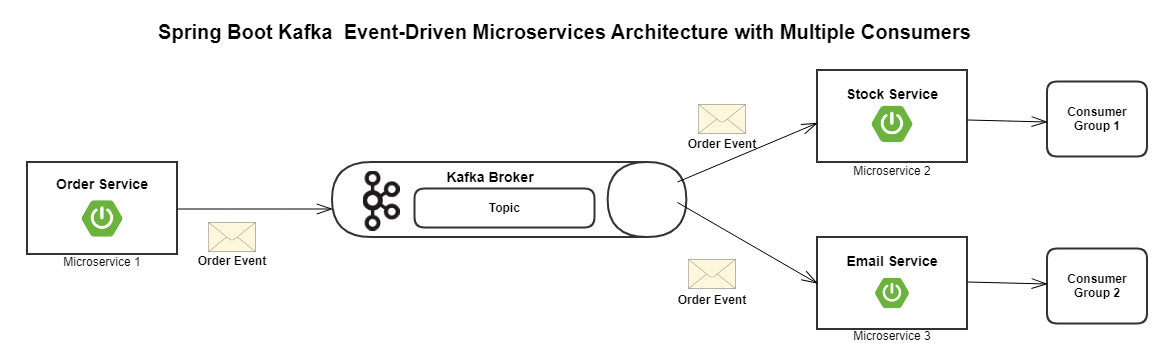 Spring Boot Kafka  Event-Driven Microservices Architecture with Multiple Consumers
Order Service
Microservice 1
Order Event
Kafka Broker
Topic
Order Event
Order Event
Stock Service
Microservice 2
Consumer
Group 1
Email Service
Microservice 3
Consumer
Group 2